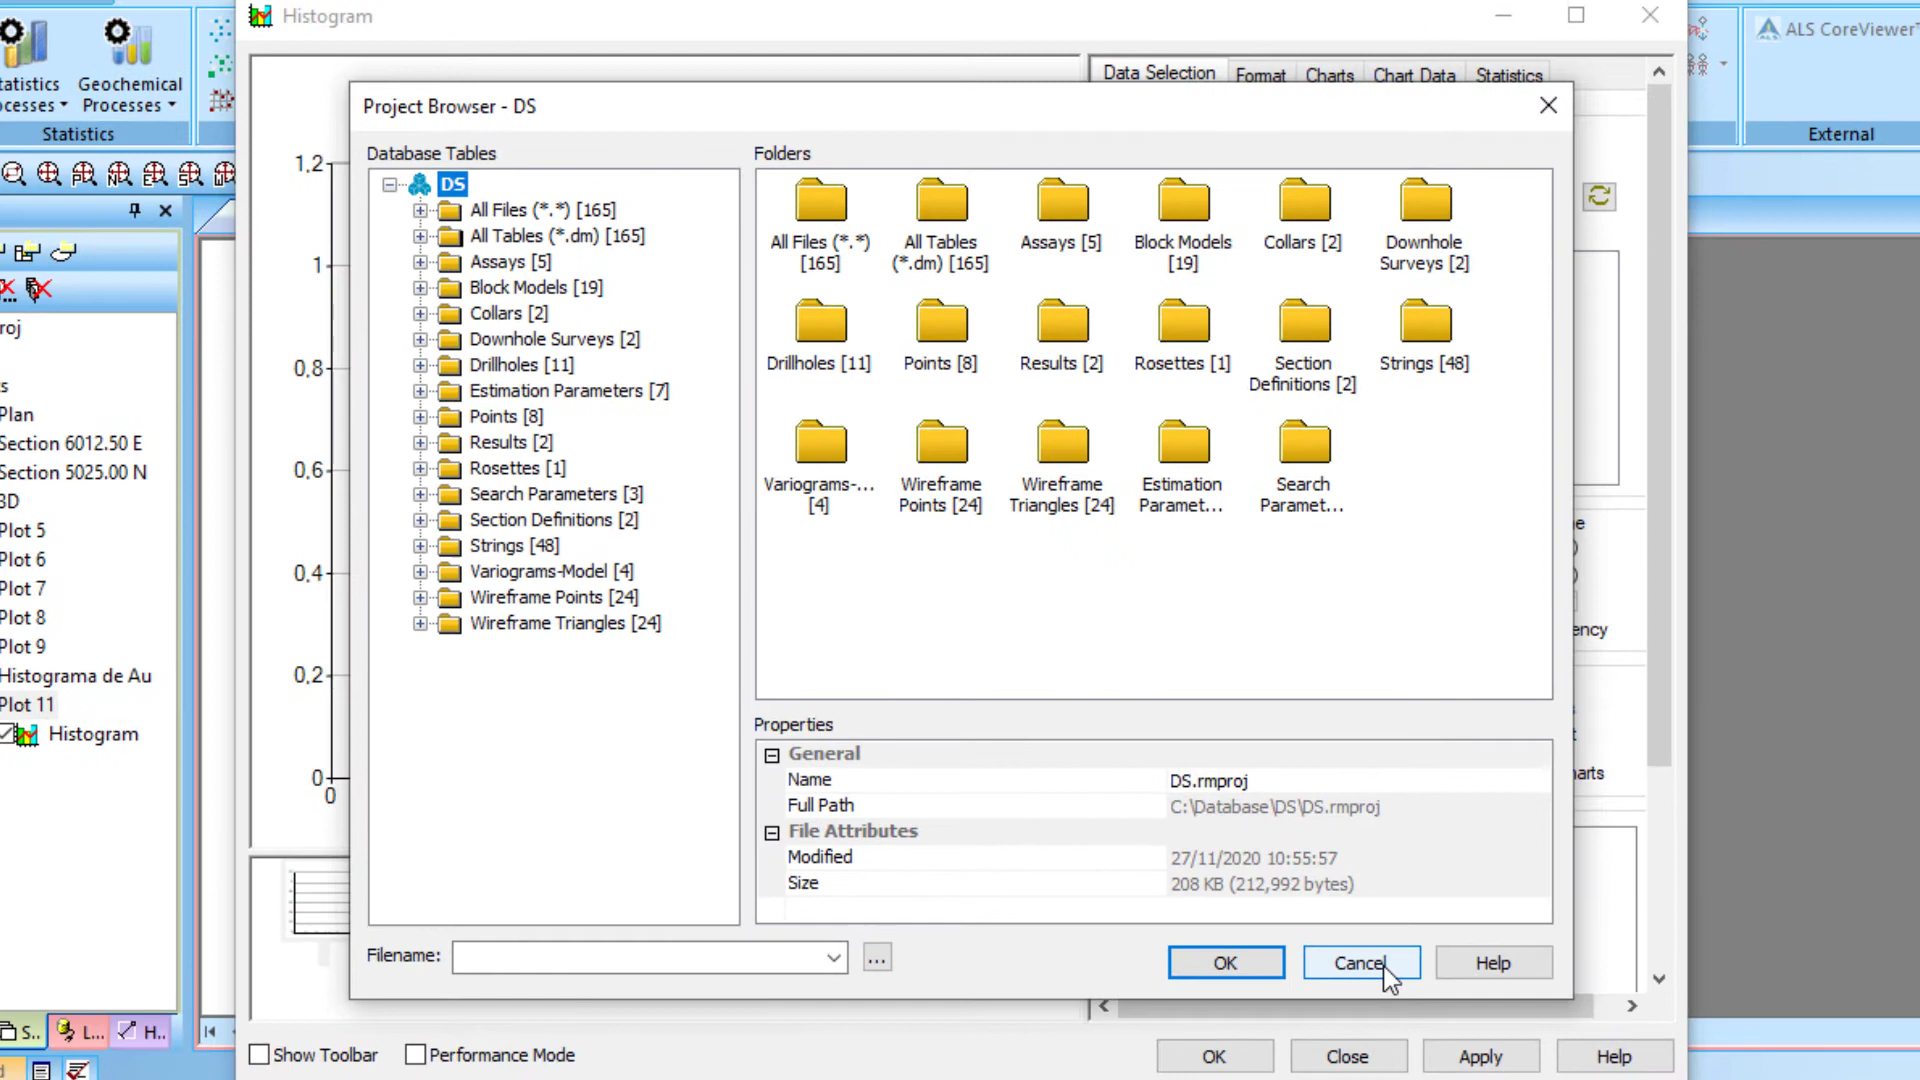 Histogram
ALS CoreViewer
tatistics
ocesses
Geochemical
Processes
Statistics
External
roj
s
Plan
Section 6012.50 E
Section 5025.00 N
3D
Plot 5
Plot 6
Plot 7
Plot 8
Plot 9
Histograma de Au
Plot 11
Histogram
S..
L...
H..
Data Selection
Format
Charts
Chart Data
Statistics
1,2
1
0,8
0,6
0,4
0,2
0
0
Project Browser - DS
Database Tables
DS
All Files (*.*) [165]
All Tables (*.dm) [165]
Assays [5]
Block Models [19]
Collars [2]
Downhole Surveys [2]
Drillholes [11]
Estimation Parameters [7]
Points [8]
Results [2]
Rosettes [1]
Search Parameters [3]
Section Definitions [2]
Strings [48]
Variograms-Model [4]
Wireframe Points [24]
Wireframe Triangles [24]
Folders
All Files (*.*)
[165]
All Tables
(*.dm) [165]
Assays [5]
Block Models
[19]
Collars [2]
Downhole
Surveys [2]
Drillholes [11]
Points [8]
Results [2]
Rosettes [1]
Section
Definitions [2]
Strings [48]
Variograms-...
[4]
Wireframe
Points [24]
Wireframe
Triangles [24]
Estimation
Paramet...
Search
Paramet...
Properties
General
Name DS.rmproj
Full Path C:\Database\DS\DS.rmproj
File Attributes
Modified 27/11/2020 10:55:57
Size 208 KB (212,992 bytes)
Filename:
...
OK
Cancel
Help
e
ency
t
arts
Show Toolbar
Performance Mode
OK
Close
Apply
Help